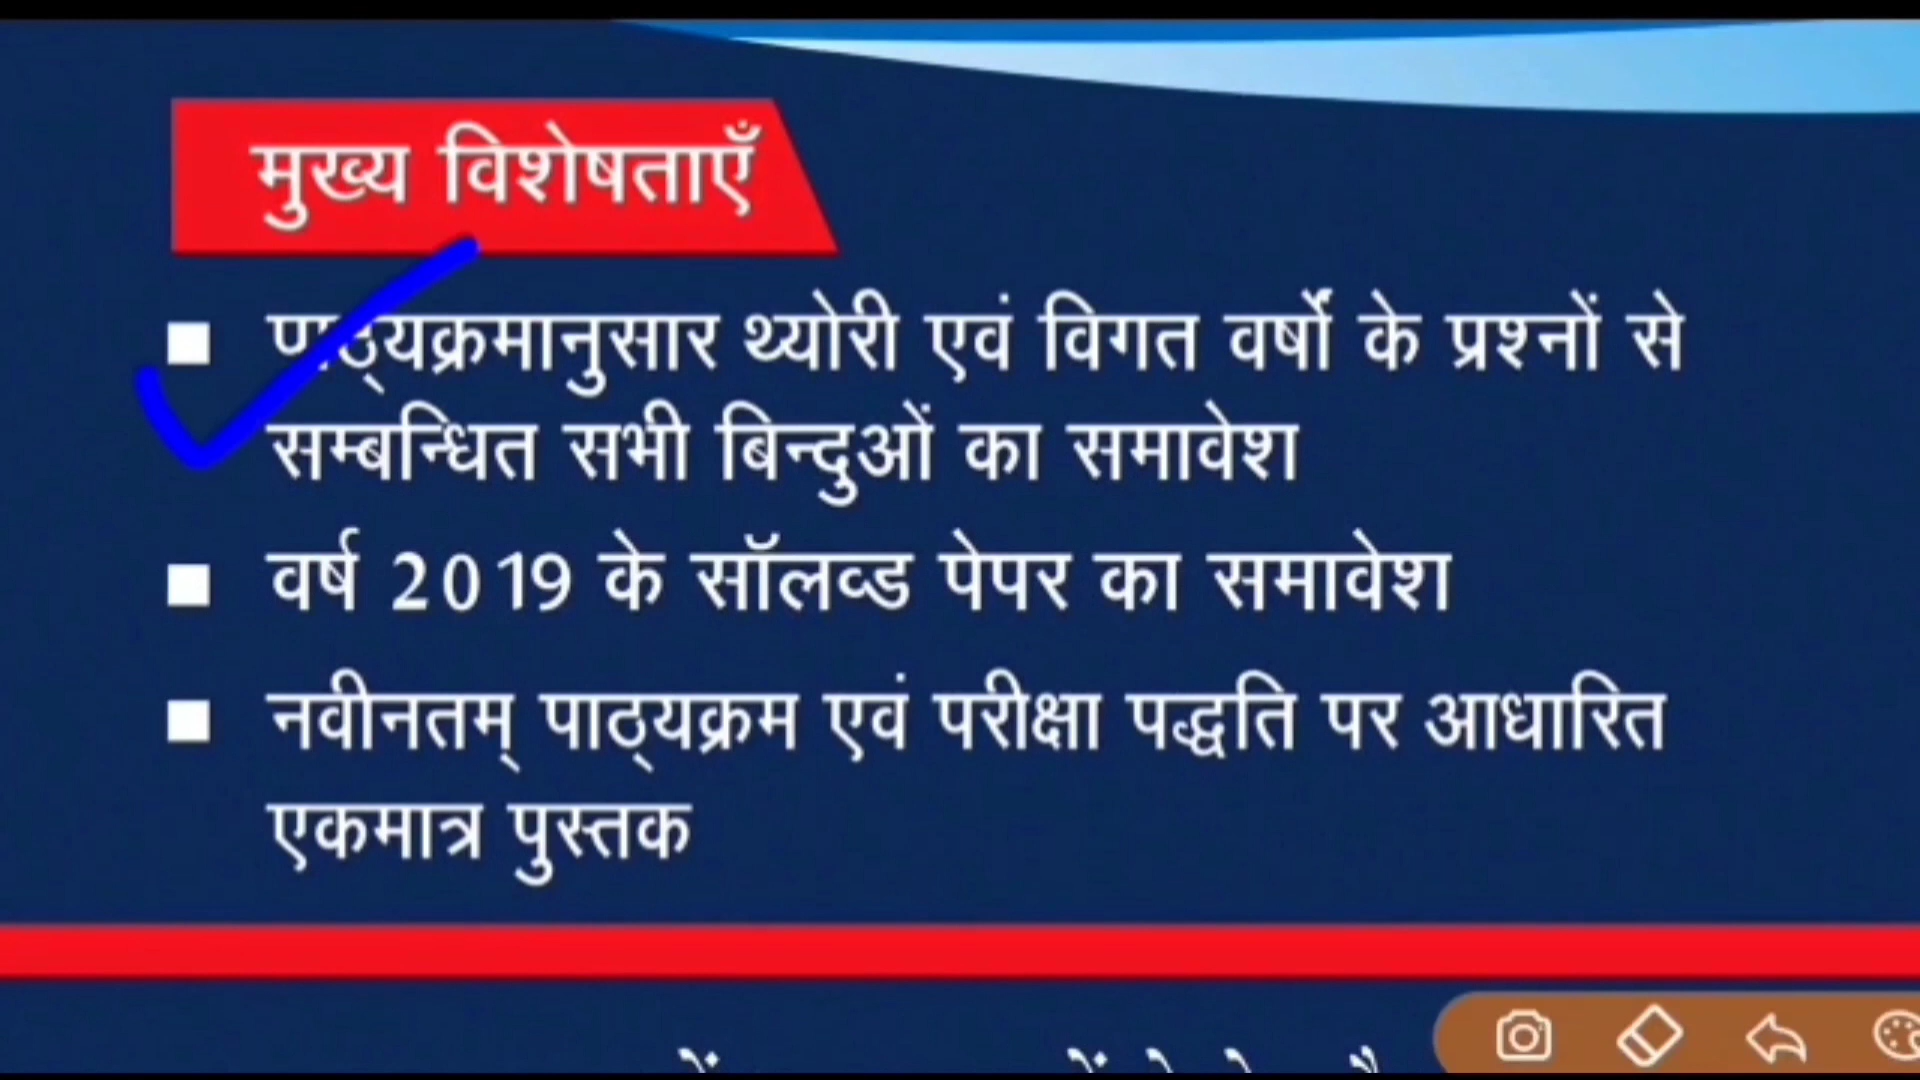 मुख्य विशेषताएँ
पाठ्यक्रमानुसार थ्योरी एवं विगत वर्षों के प्रश्नों से
सम्बन्धित सभी बिन्दुओं का समावेश
वर्ष 2019 के सॉलव्ड पेपर का समावेश
नवीनतम् पाठ्यक्रम एवं परीक्षा पद्धति पर आधारित
एकमात्र पुस्तक